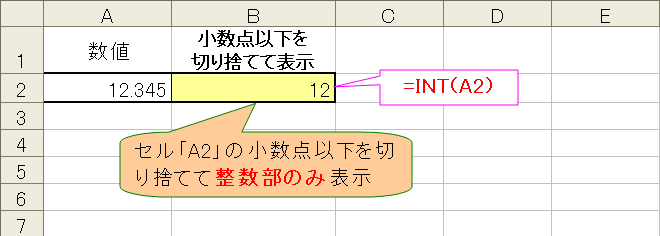 A B C D E
1 数値 小数点以下を
切り捨てて表示
2 12.345 12 =INT(A2)
3
4 セル「A2」の小数点以下を切
5 り捨てて整数部のみ表示
6
7